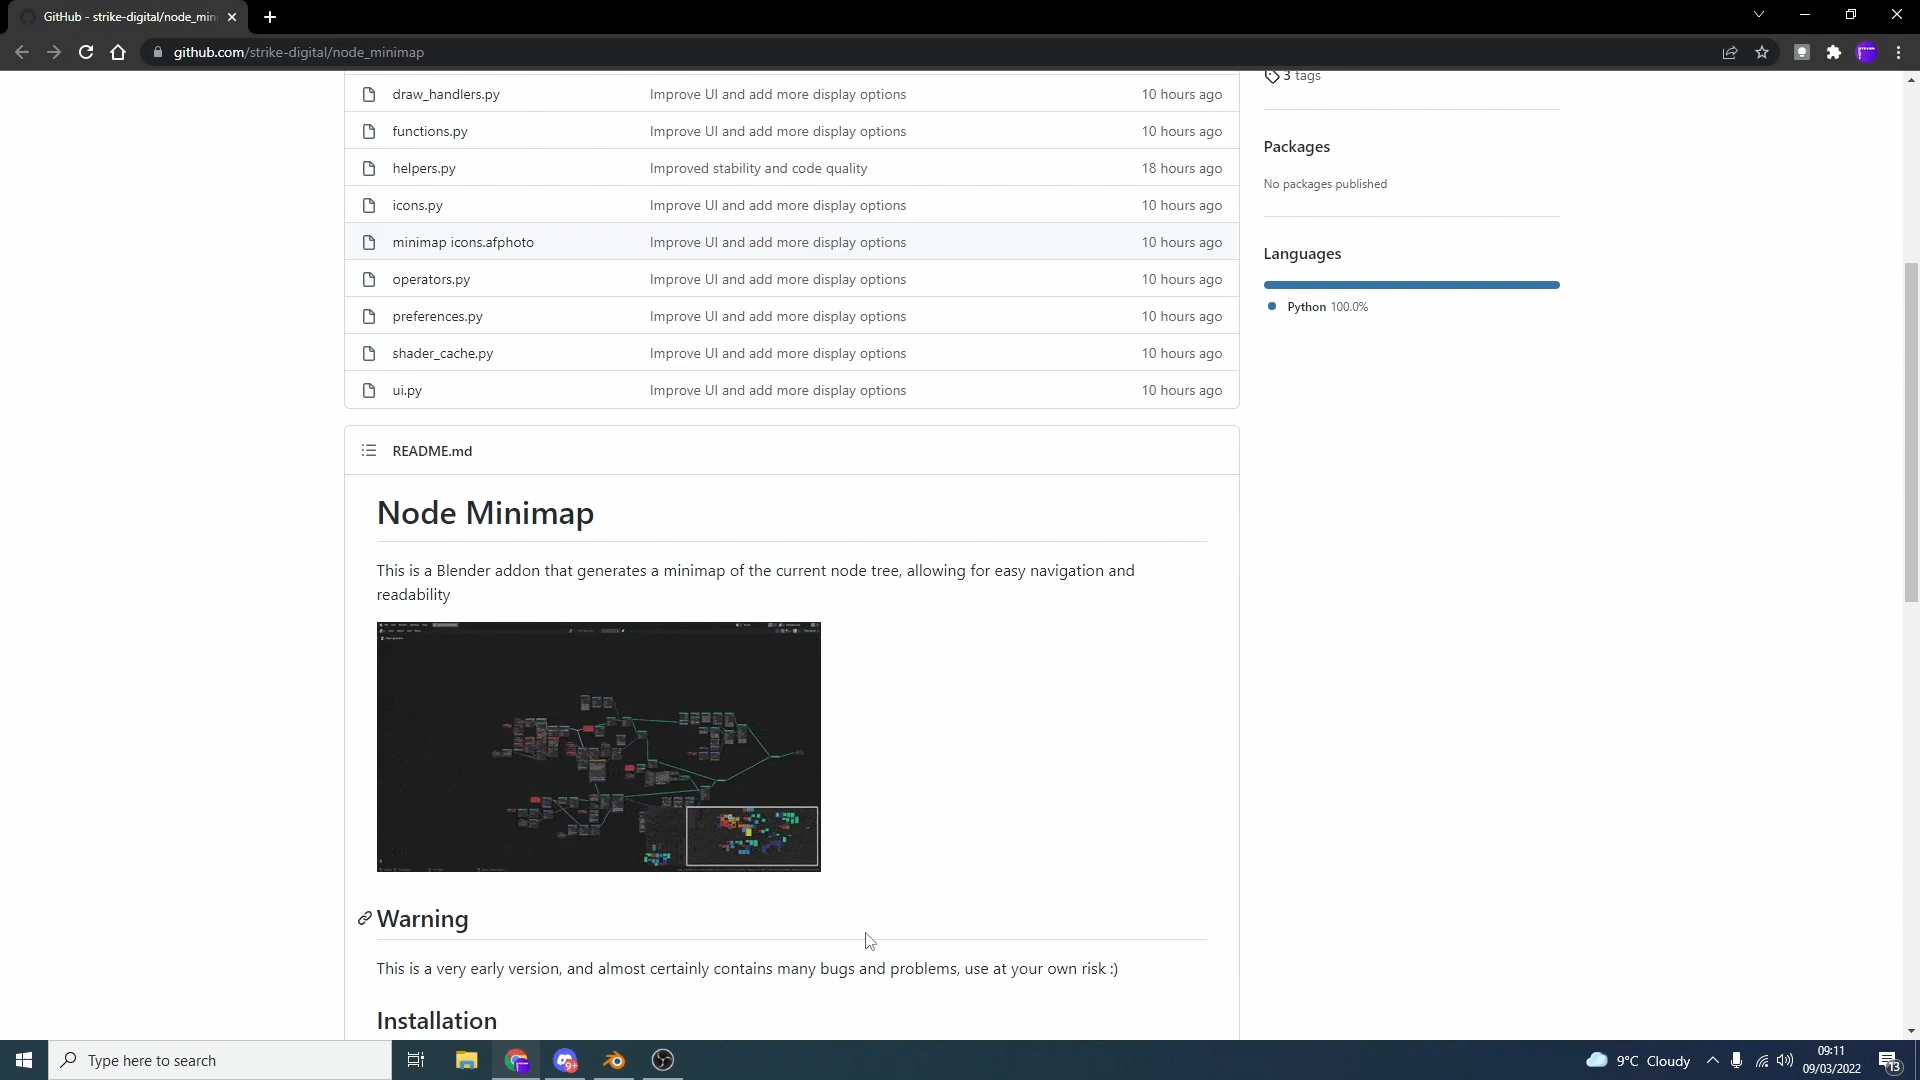 GitHub - strike-digital/node_min
github.com/strike-digital/node_minimap
3 tags
draw_handlers.py Improve UI and add more display options 10 hours ago
functions.py Improve UI and add more display options 10 hours ago
helpers.py Improved stability and code quality 18 hours ago
icons.py Improve UI and add more display options 10 hours ago
minimap icons.afphoto Improve UI and add more display options 10 hours ago
operators.py Improve UI and add more display options 10 hours ago
preferences.py Improve UI and add more display options 10 hours ago
shader_cache.py Improve UI and add more display options 10 hours ago
ui.py Improve UI and add more display options 10 hours ago
Packages
No packages published
Languages
Python 100.0%
README.md
Node Minimap
This is a Blender addon that generates a minimap of the current node tree, allowing for easy navigation and
readability
Warning
This is a very early version, and almost certainly contains many bugs and problems, use at your own risk :)
Installation
Type here to search
9+
9°C Cloudy
09:11
09/03/2022
13